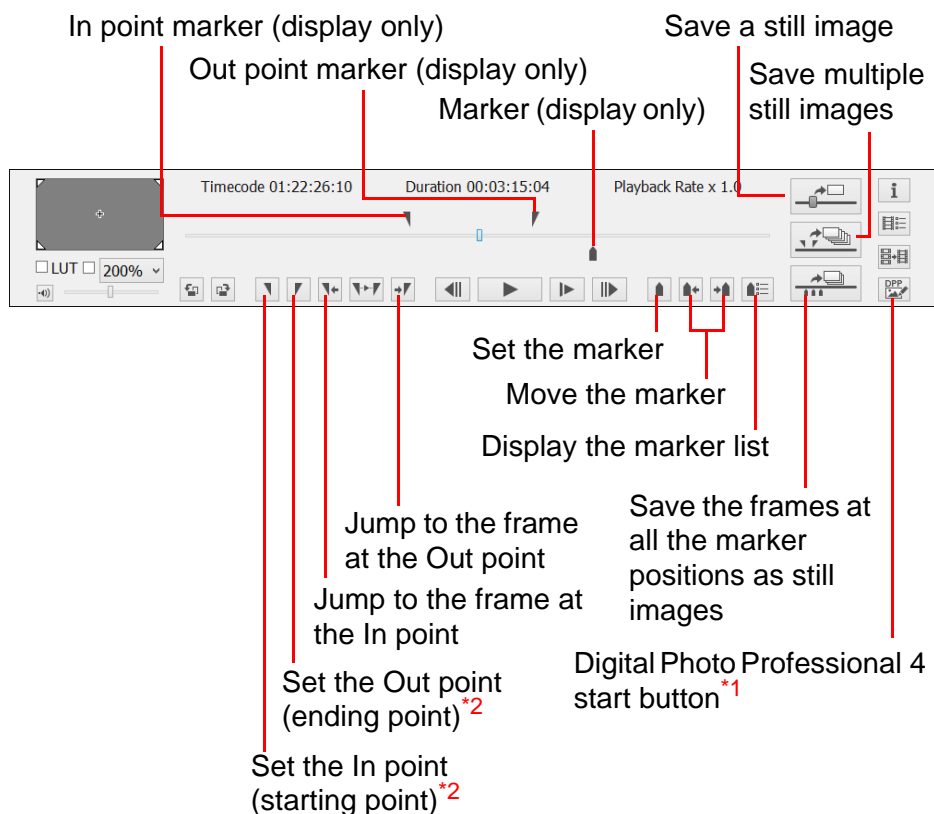 In point marker (display only)
Save a still image
Out point marker (display only)
Save multiple
still images
Marker (display only)
Timecode 01:22:26:10
Duration 00:03:15:04
Playback Rate x 1.0
i
LUT
200%
DPP
Set the marker
Move the marker
Display the marker list
Jump to the frame
at the Out point
Save the frames at
all the marker
positions as still
images
Jump to the frame at
the In point
Digital Photo Professional 4
start button*1
Set the Out point
(ending point)*2
Set the In point
(starting point)*2